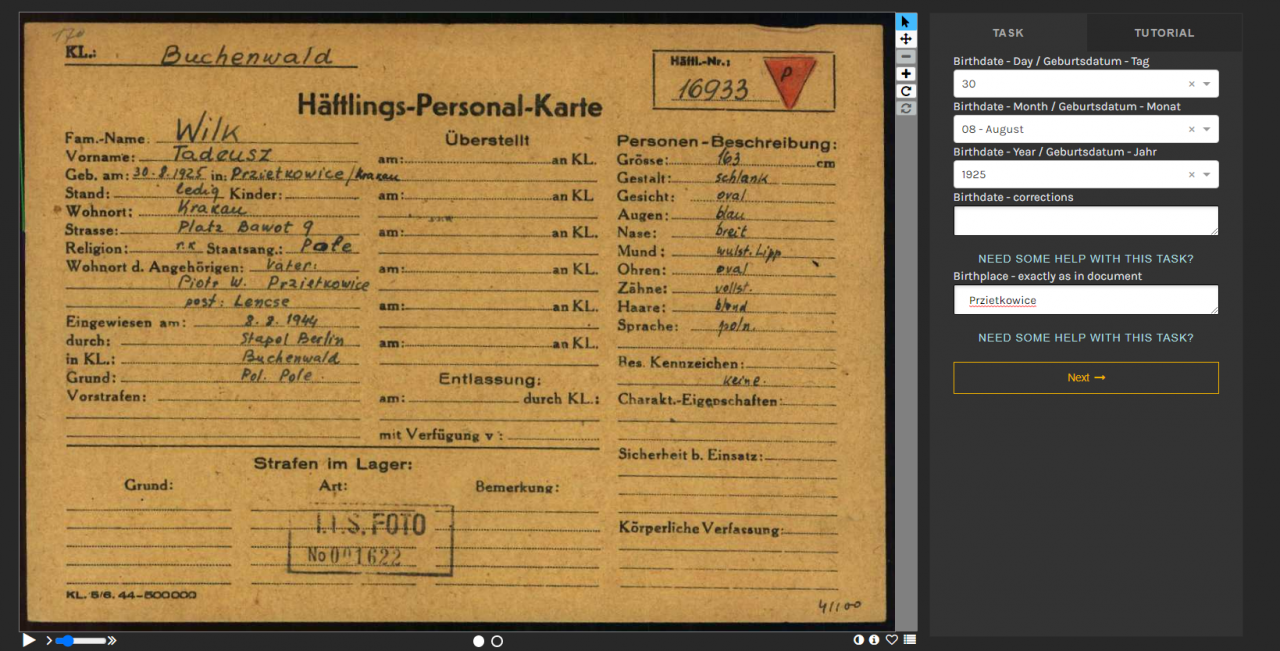 170
KL.: Buchenwald
Häftl.-Nr.:
16933
P
Häftlings-Personal-Karte
Fam.-Name: Wilk
Vorname: Tadeusz
Geb. am: 30.8.1925 in: Przietkowice/Krakau
Stand: ledig Kinder:
Wohnort: Krakau
Strasse: Platz Bawot 9
Religion: r.k Staatsang.: Pole
Wohnort d. Angehörigen: Vater:
Piotr W. Przietkowice
post: Lencse
Eingewiesen am: 8.8.1944
durch: Stapol Berlin
in KL.: Buchenwald
Grund: Pol. Pole.
Vorstrafen:
Überstellt
am: an KL.
am: an KL
am: an KL.
am: an KL.
am: an KL.
am: an KL.
Entlassung:
am: durch KL.:
mit Verfügung v:
Personen-Beschreibung:
Grösse: 163 cm
Gestalt: schlank
Gesicht: oval
Augen: blau
Nase: breit
Mund: wulst. Lipp
Ohren: oval
Zähne: vollst.
Haare: blond
Sprache: poln.
Bes. Kennzeichen:
keine.
Charakt.-Eigenschaften:
Sicherheit b. Einsatz:
Körperliche Verfassung:
Strafen im Lager:
Grund: Art: Bemerkung:
I.T.S. FOTO
No 001622
KL. 5/6. 44-500000
41100
TASK TUTORIAL
Birthdate - Day / Geburtsdatum - Tag
30
Birthdate - Month / Geburtsdatum - Monat
08 - August
Birthdate - Year / Geburtsdatum - Jahr
1925
Birthdate - corrections
NEED SOME HELP WITH THIS TASK?
Birthplace - exactly as in document
Przietkowice
NEED SOME HELP WITH THIS TASK?
Next →